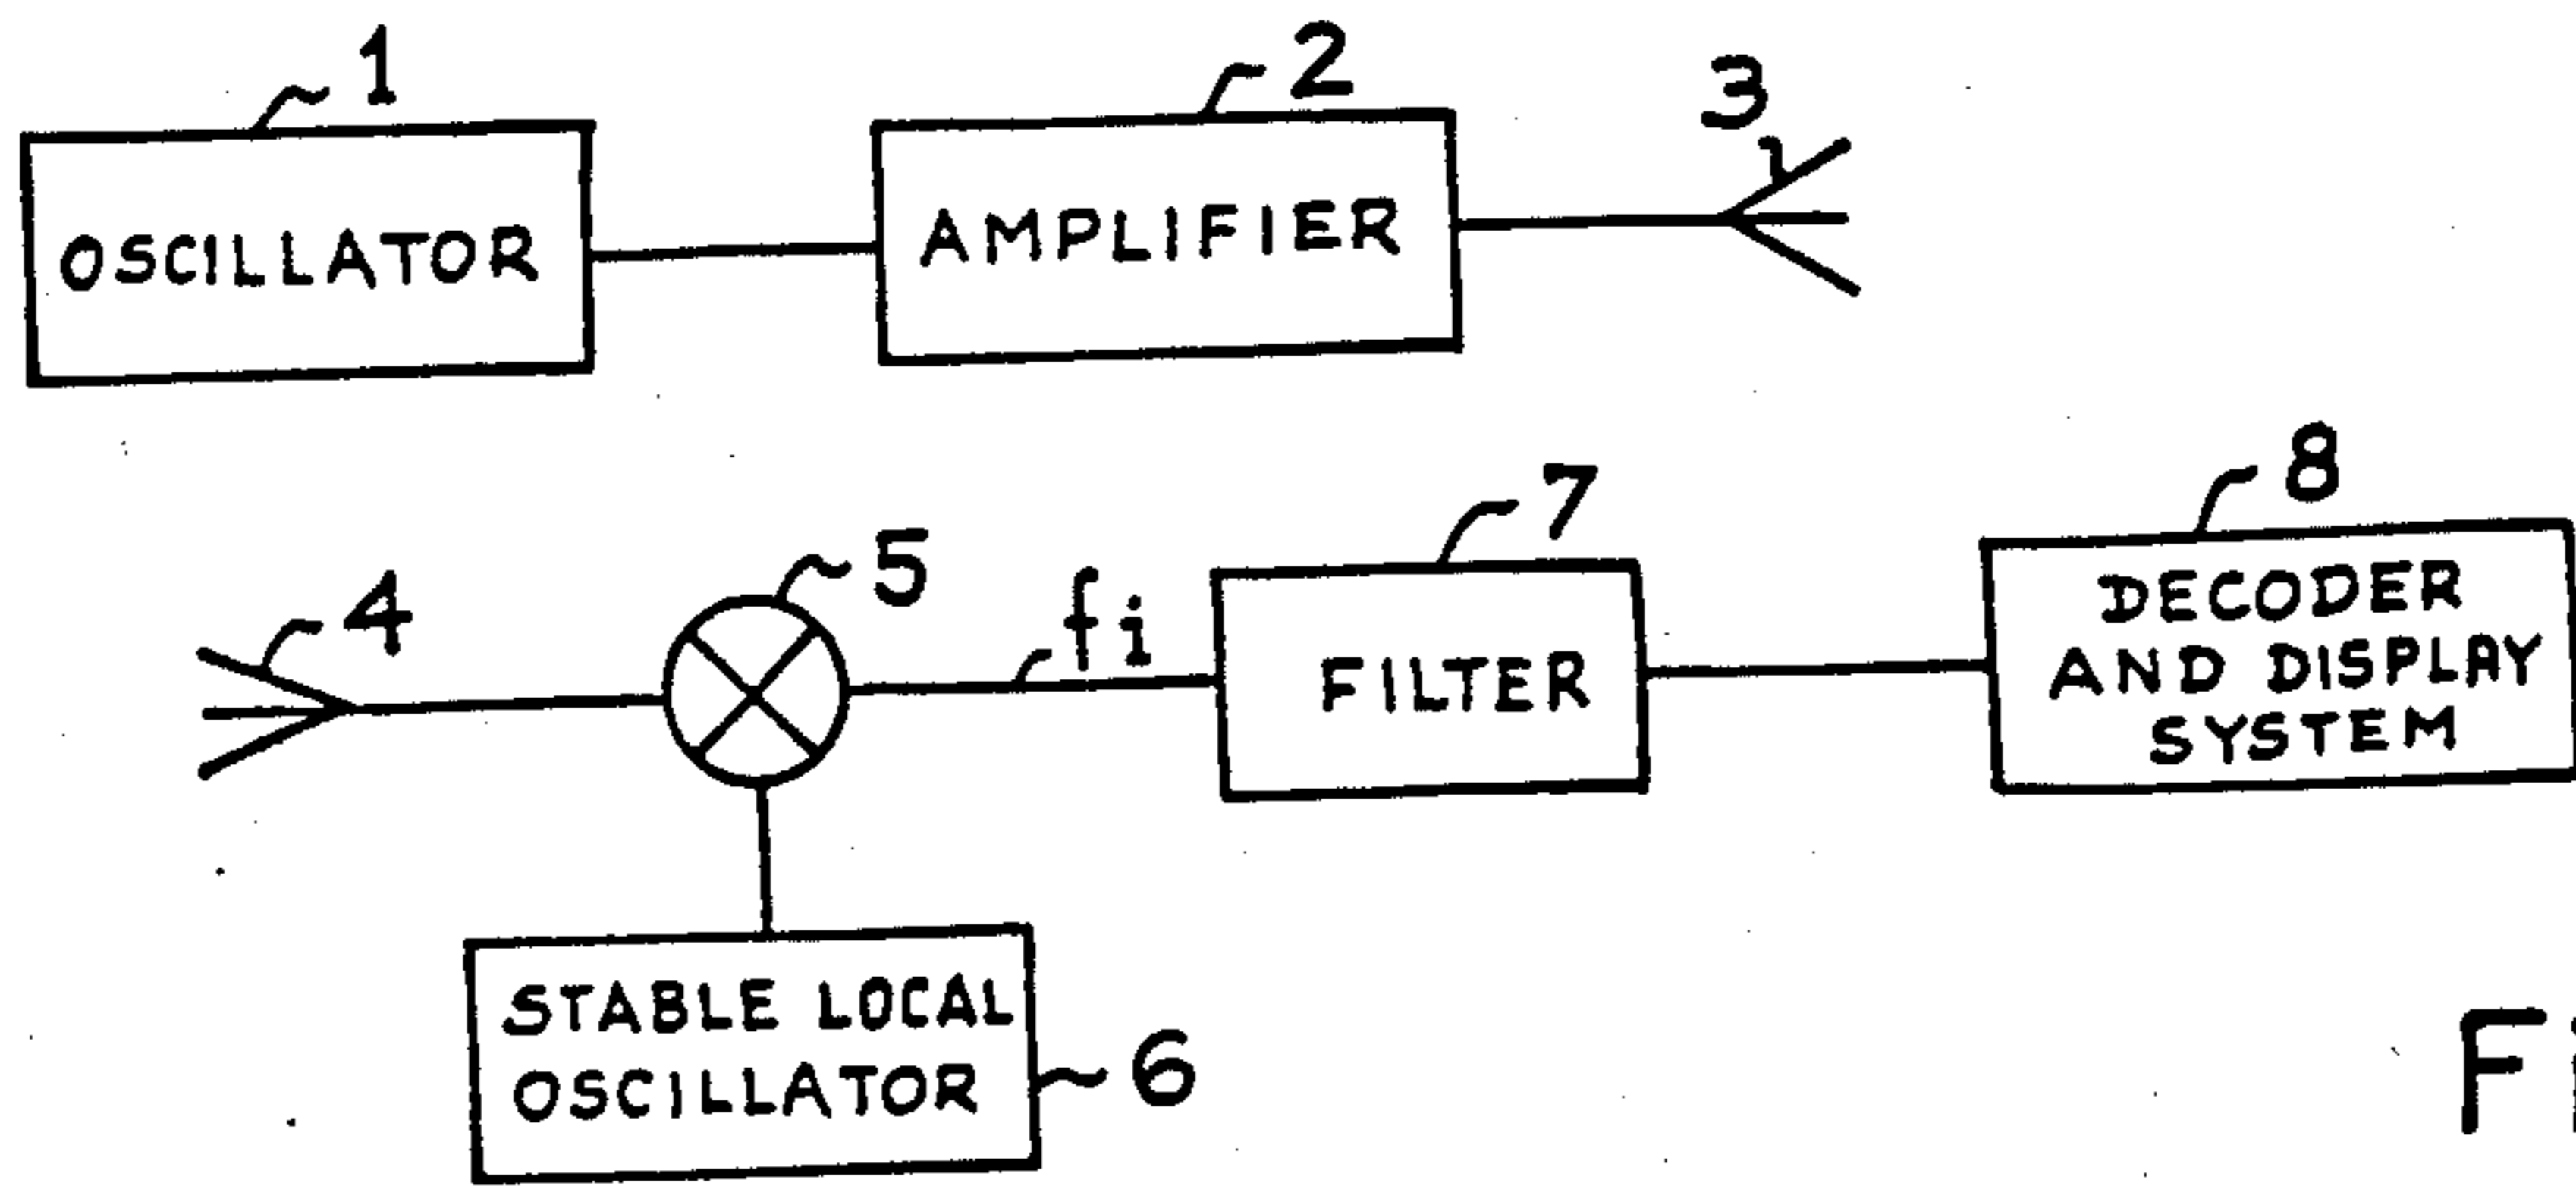 1
2
3
OSCILLATOR
AMPLIFIER
4
5
fi
7
8
FILTER
DECODER
AND DISPLAY
SYSTEM
STABLE LOCAL
OSCILLATOR
6